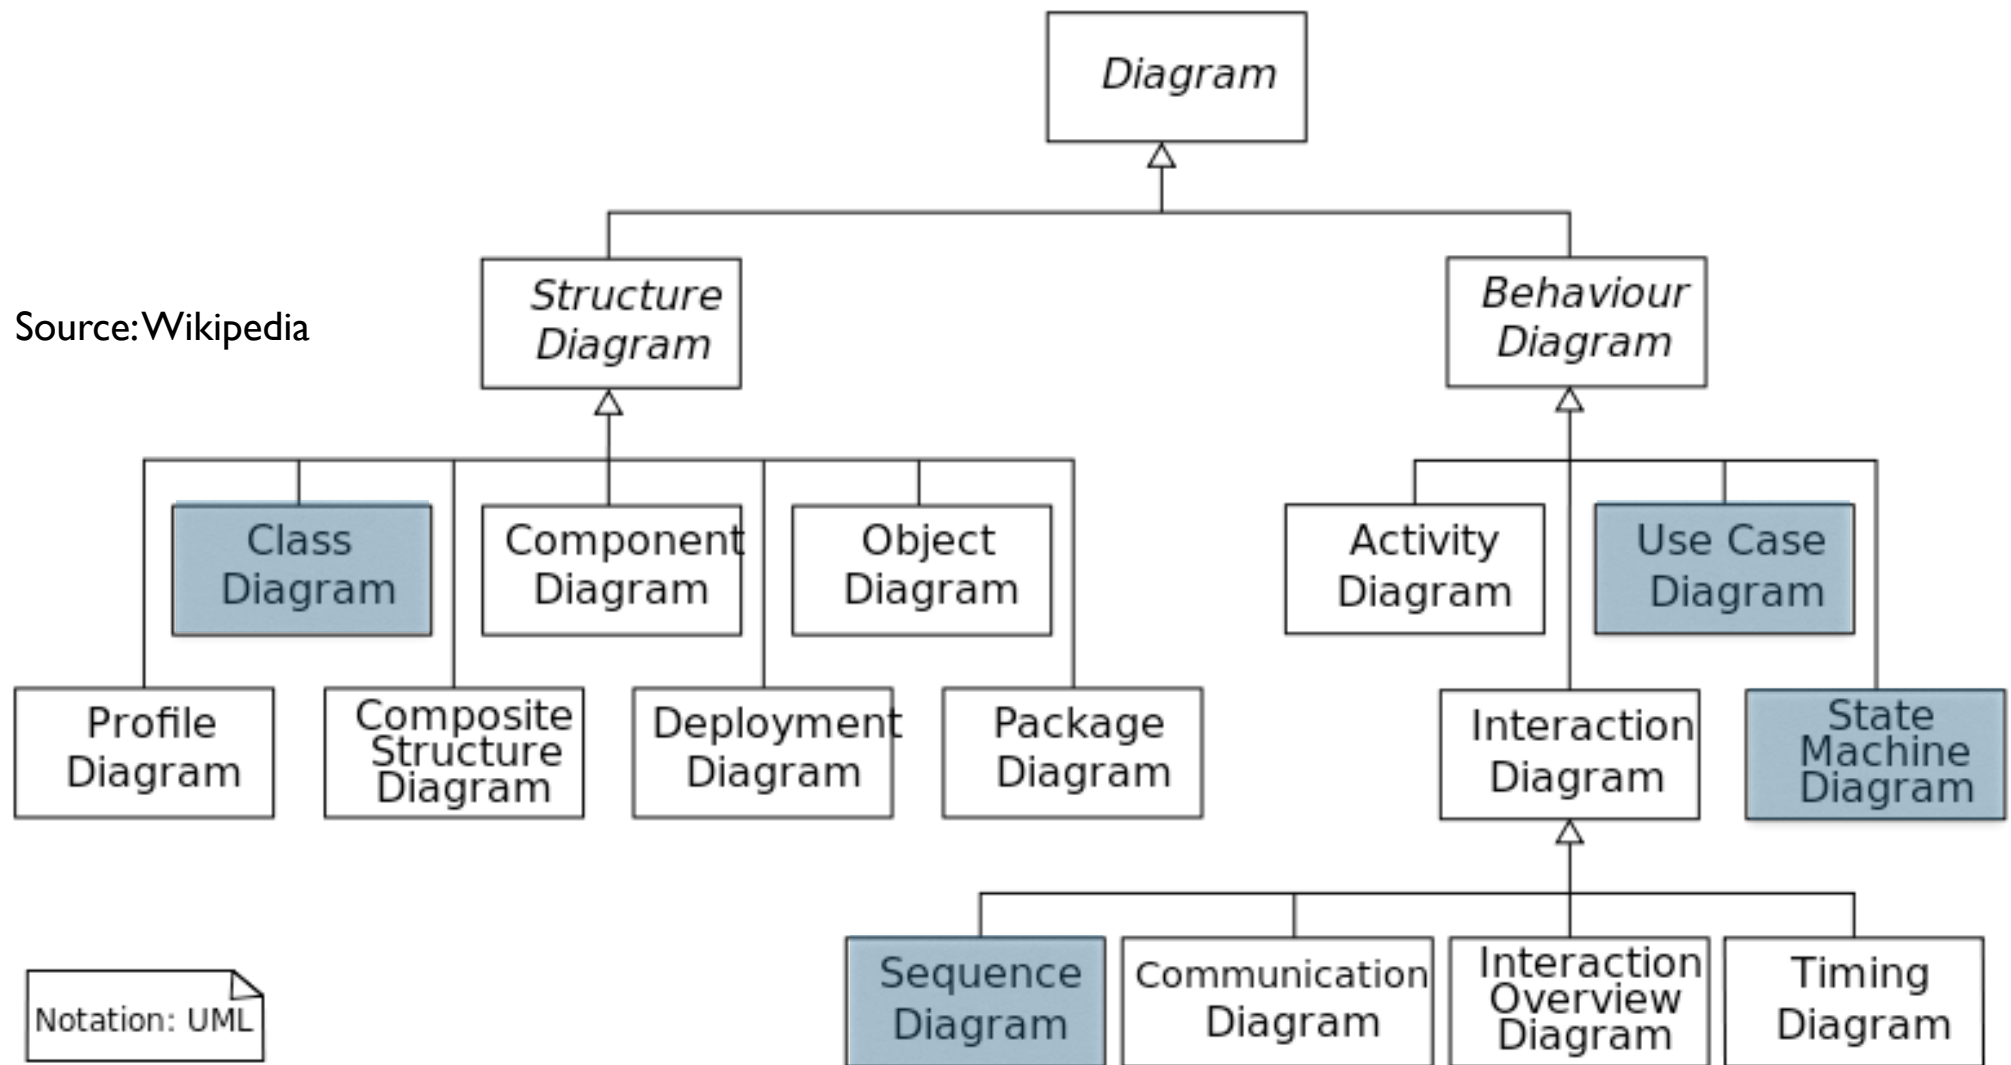 Diagram
Structure
Diagram
Behaviour
Diagram
Source: Wikipedia
Class
Diagram
Component
Diagram
Object
Diagram
Activity
Diagram
Use Case
Diagram
Profile
Diagram
Composite
Structure
Diagram
Deployment
Diagram
Package
Diagram
Interaction
Diagram
State
Machine
Diagram
Sequence
Diagram
Communication
Diagram
Interaction
Overview
Diagram
Timing
Diagram
Notation: UML